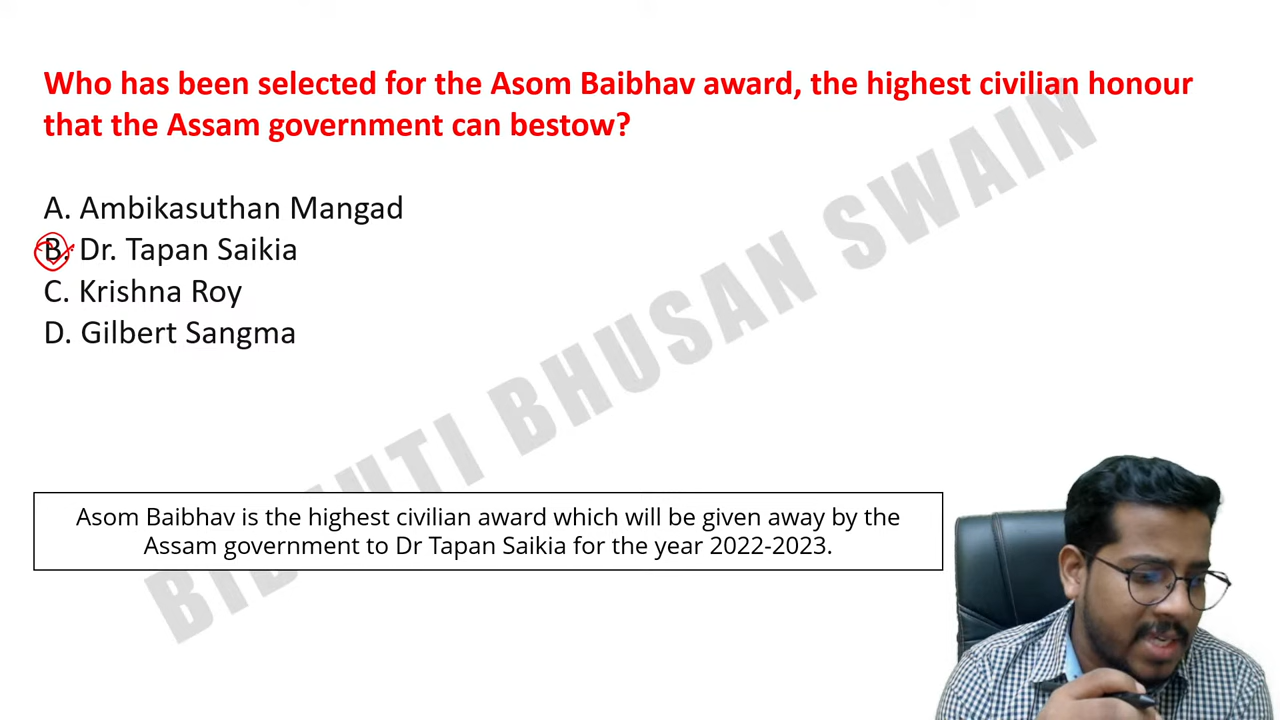 Who has been selected for the Asom Baibhav award, the highest civilian honour
that the Assam government can bestow?
A. Ambikasuthan Mangad
B. Dr. Tapan Saikia
C. Krishna Roy
D. Gilbert Sangma
BIBHUTI BHUSAN SWAIN
Asom Baibhav is the highest civilian award which will be given away by the
Assam government to Dr Tapan Saikia for the year 2022-2023.